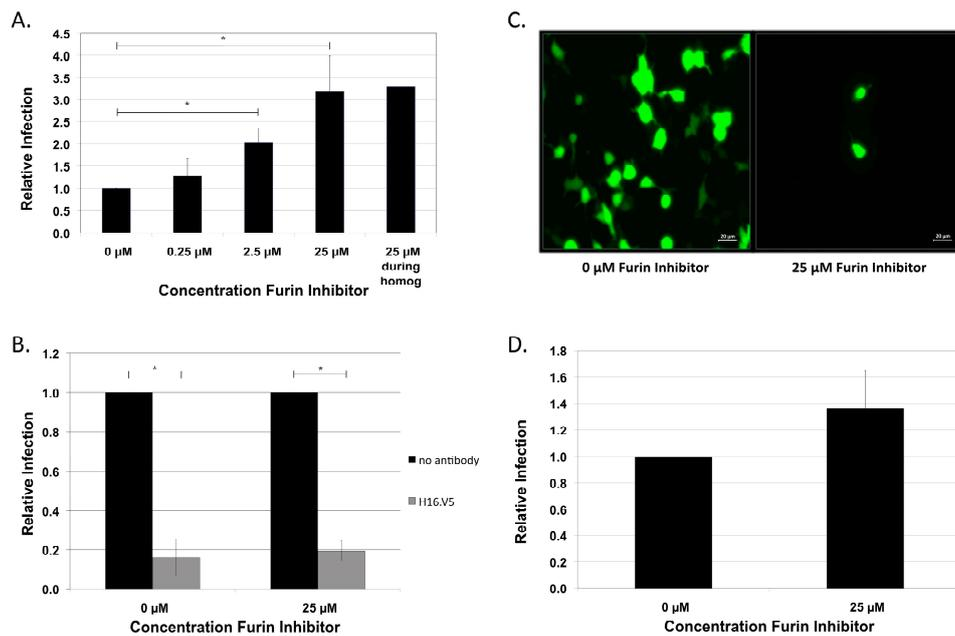 A.
4.5
4.0
3.5
3.0
2.5
2.0
1.5
1.0
0.5
0.0
Relative Infection
*
*
0 µM
0.25 µM
2.5 µM
25 µM
25 µM
during
homog
Concentration Furin Inhibitor
C.
20 µm
20 µm
0 µM Furin Inhibitor
25 µM Furin Inhibitor
B.
1.2
1.0
0.8
0.6
0.4
0.2
0.0
Relative Infection
*
*
no antibody
H16.V5
0 µM
25 µM
Concentration Furin Inhibitor
D.
1.8
1.6
1.4
1.2
1.0
0.8
0.6
0.4
0.2
0.0
Relative Infection
0 µM
25 µM
Concentration Furin Inhibitor